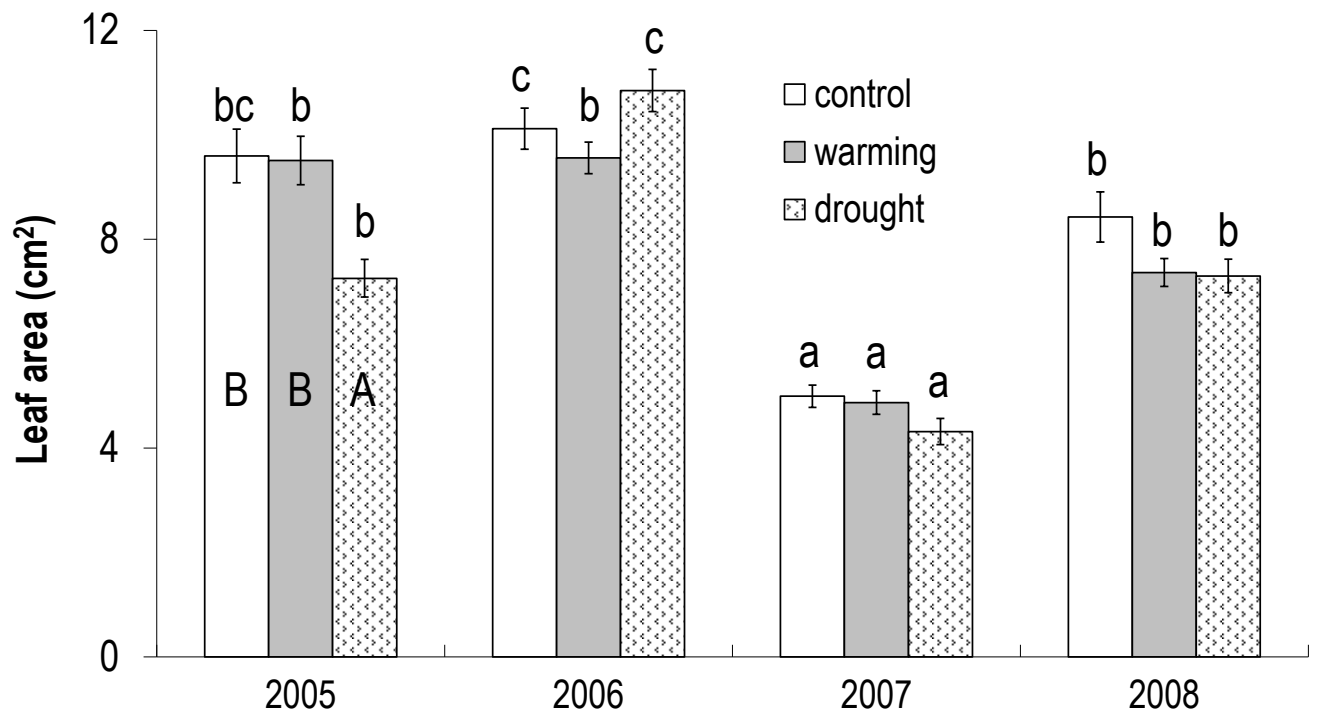 12
8
4
0
Leaf area (cm²)
bc b b
c b c
a a a
b b b
B B A
control
warming
drought
2005 2006 2007 2008